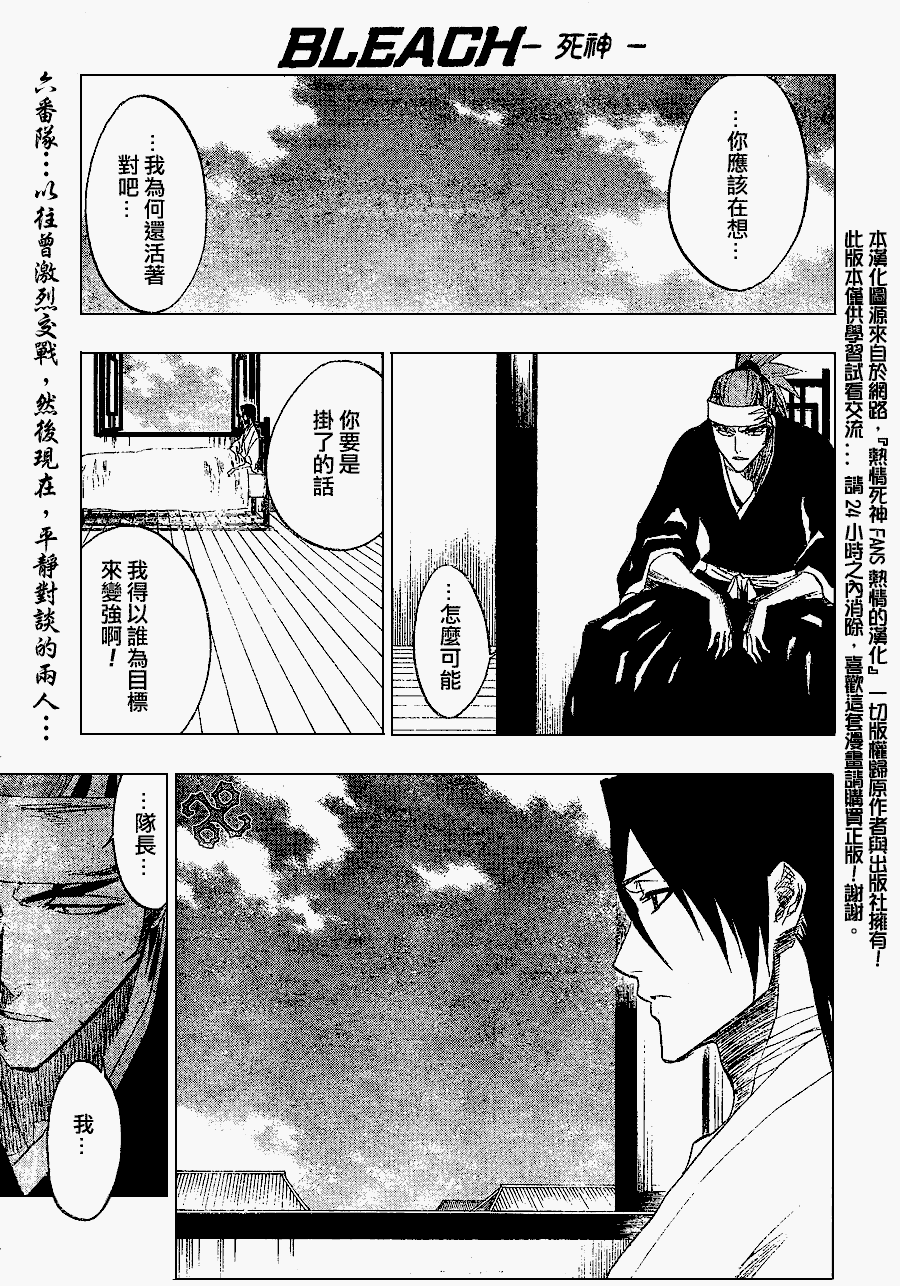 BLEACH－死神－
本漢化圖源來自於網路，『熱情死神FANS熱情的漢化』一切版權歸原作者與出版社擁有！
此版本僅供學習試看交流… 請24小時之內消除，喜歡這套漫畫請購買正版！謝謝。
…你應該在想…
…我為何還活著
對吧…
六番隊…以往曾激烈交戰，然後現在，平靜對談的兩人…
…怎麼可能
你要是
掛了的話
我得以誰為目標
來變強啊！
…隊長…
我…